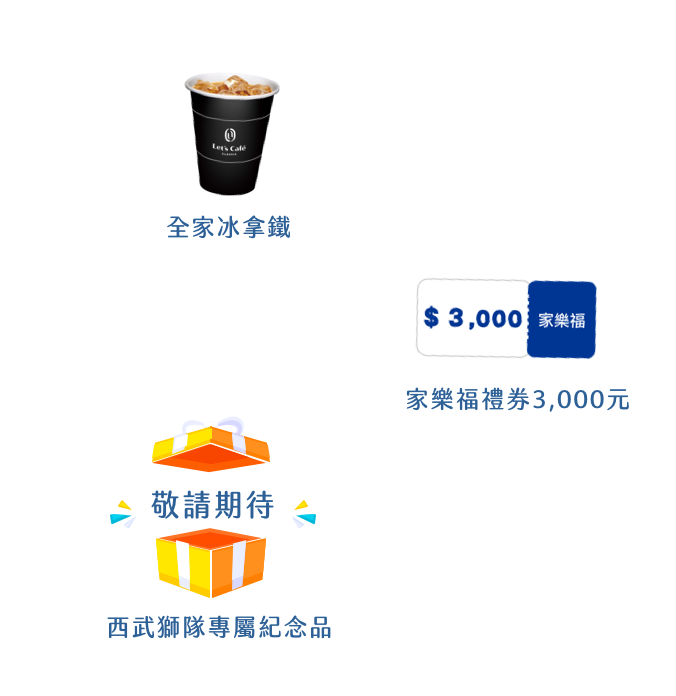 Let's Café
全家冰拿鐵
$ 3,000 家樂福
家樂福禮券3,000元
敬請期待
西武獅隊專屬紀念品